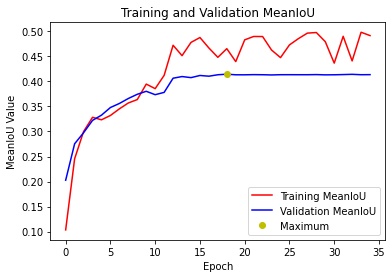 Training and Validation MeanIoU
MeanIoU Value
0.50
0.45
0.40
0.35
0.30
0.25
0.20
0.15
0.10
Training MeanIoU
Validation MeanIoU
Maximum
0 5 10 15 20 25 30 35
Epoch